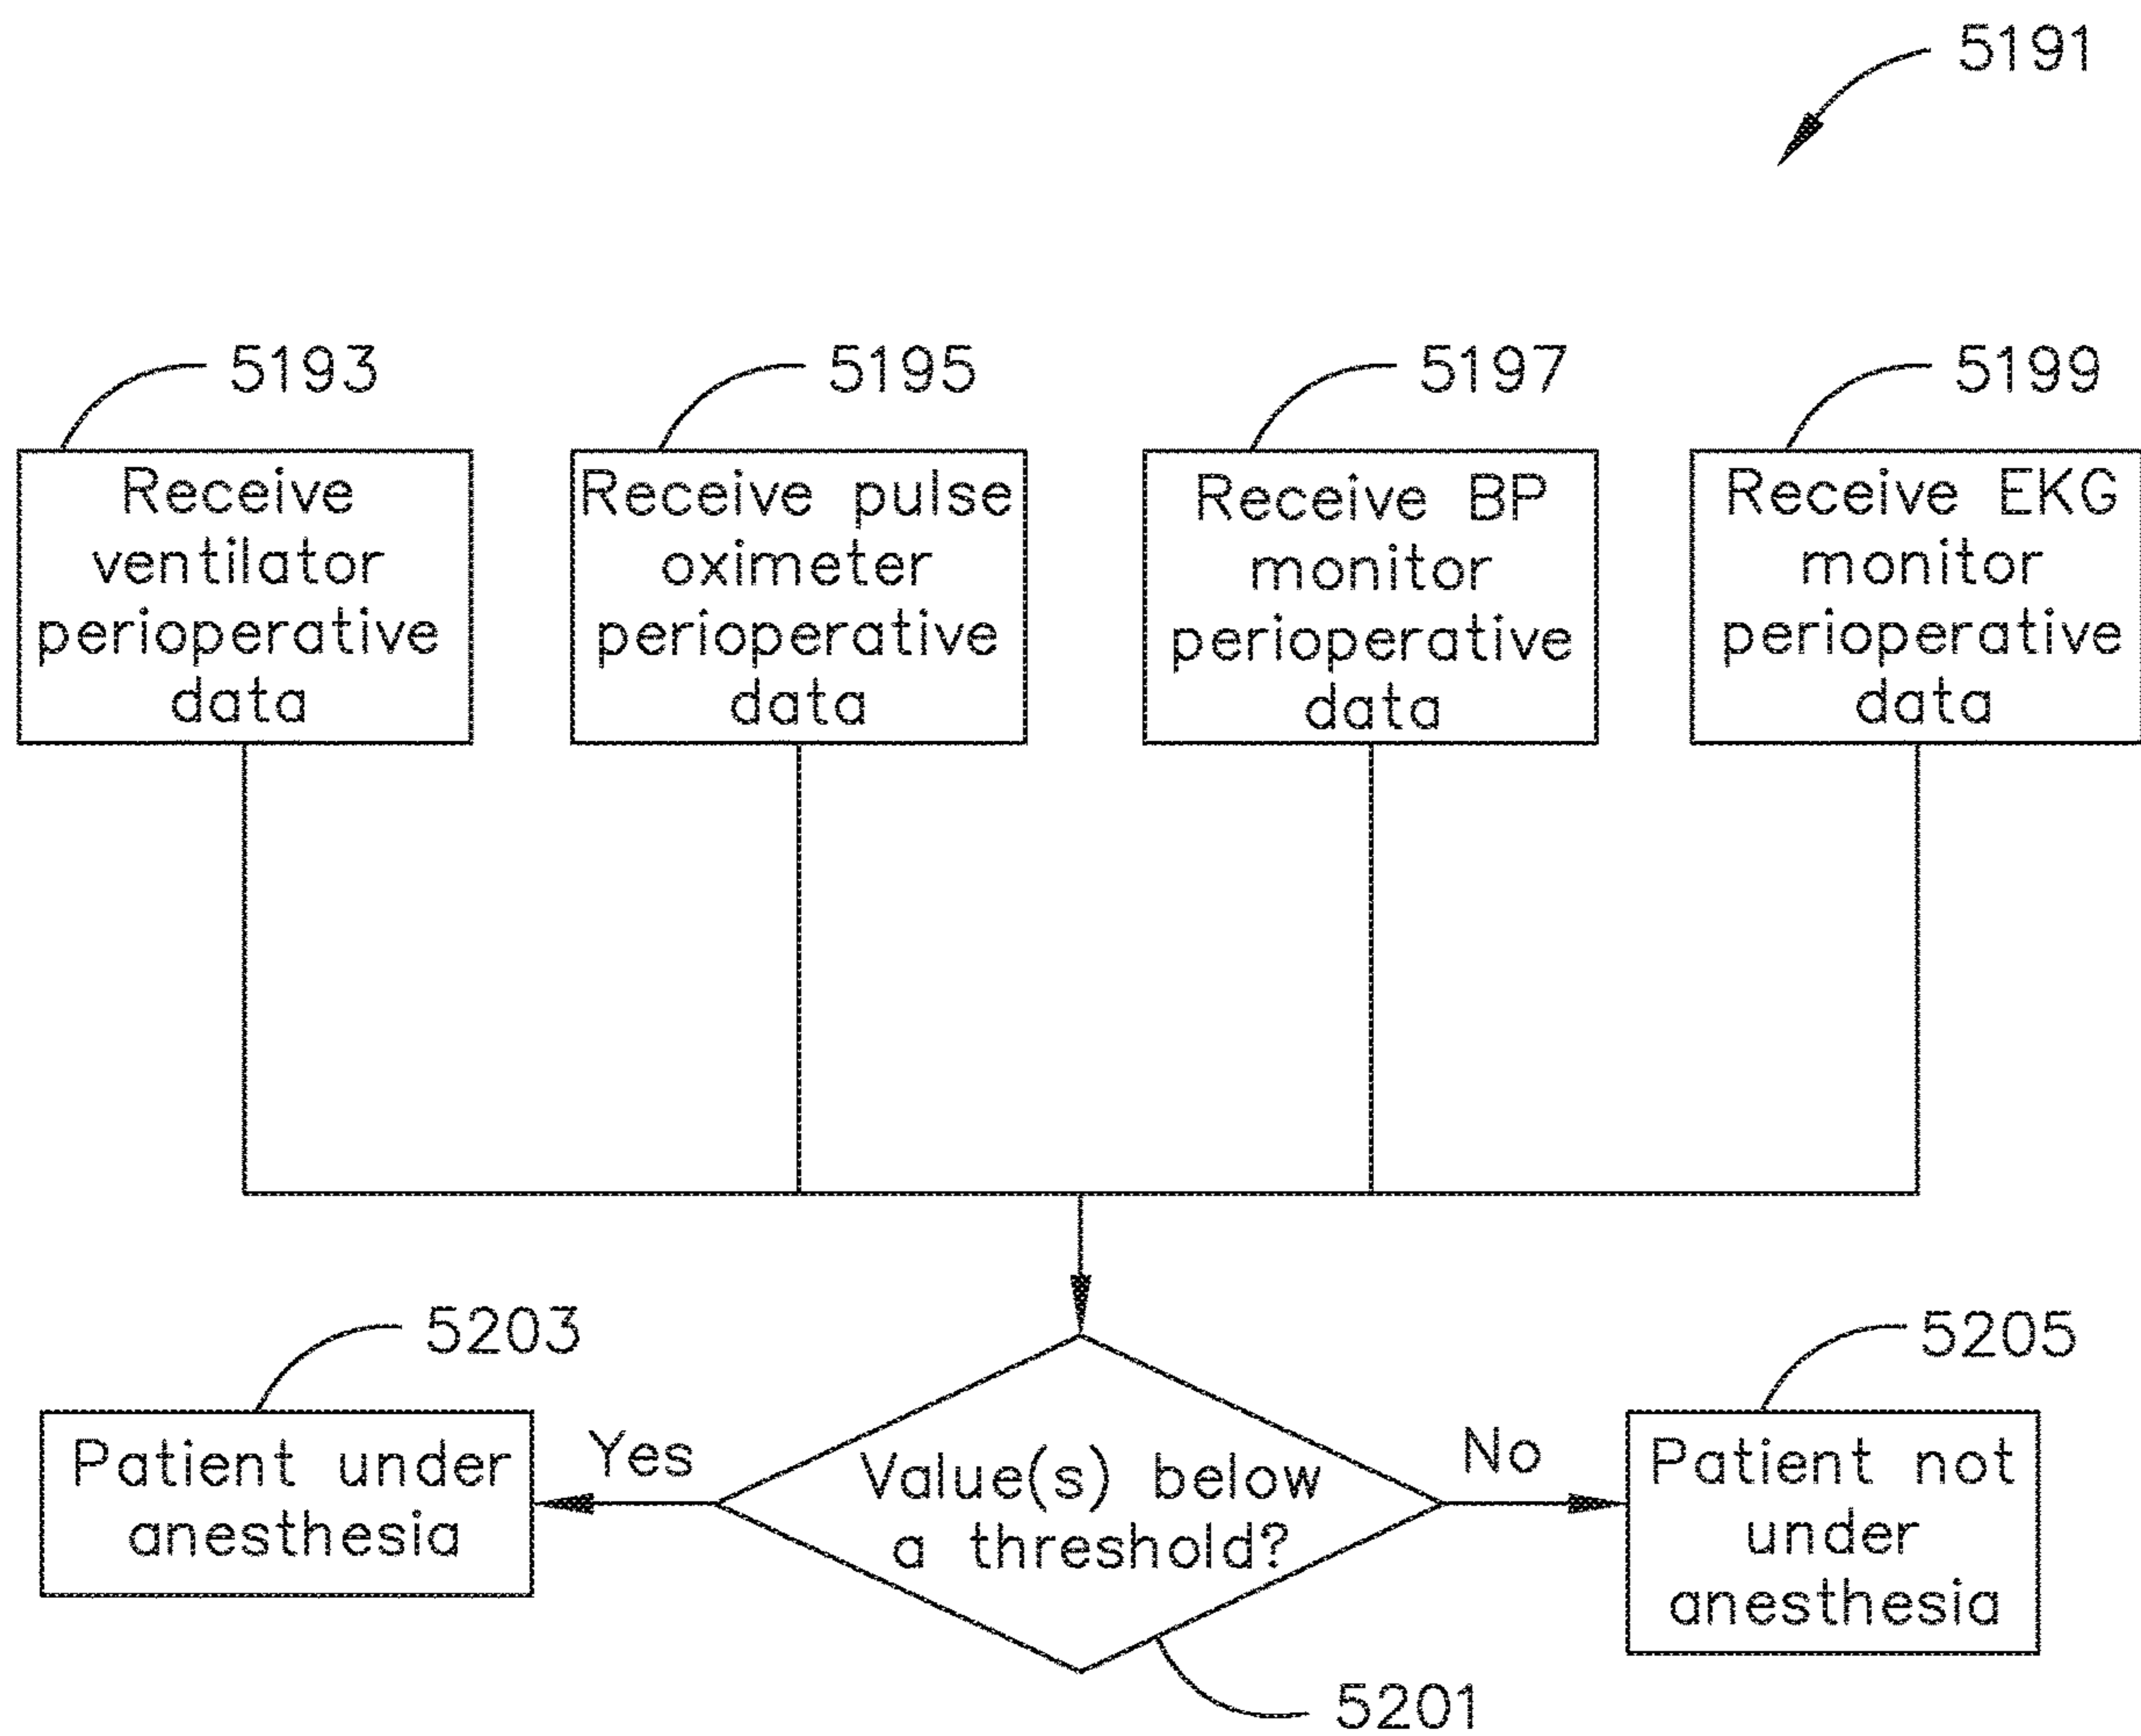 5191
5193
5195
5197
5199
Receive
ventilator
perioperative
data
Receive pulse
oximeter
perioperative
data
Receive BP
monitor
perioperative
data
Receive EKG
monitor
perioperative
data
5203
5205
Patient under
anesthesia
Yes
Value(s) below
a threshold?
No
Patient not
under
anesthesia
5201